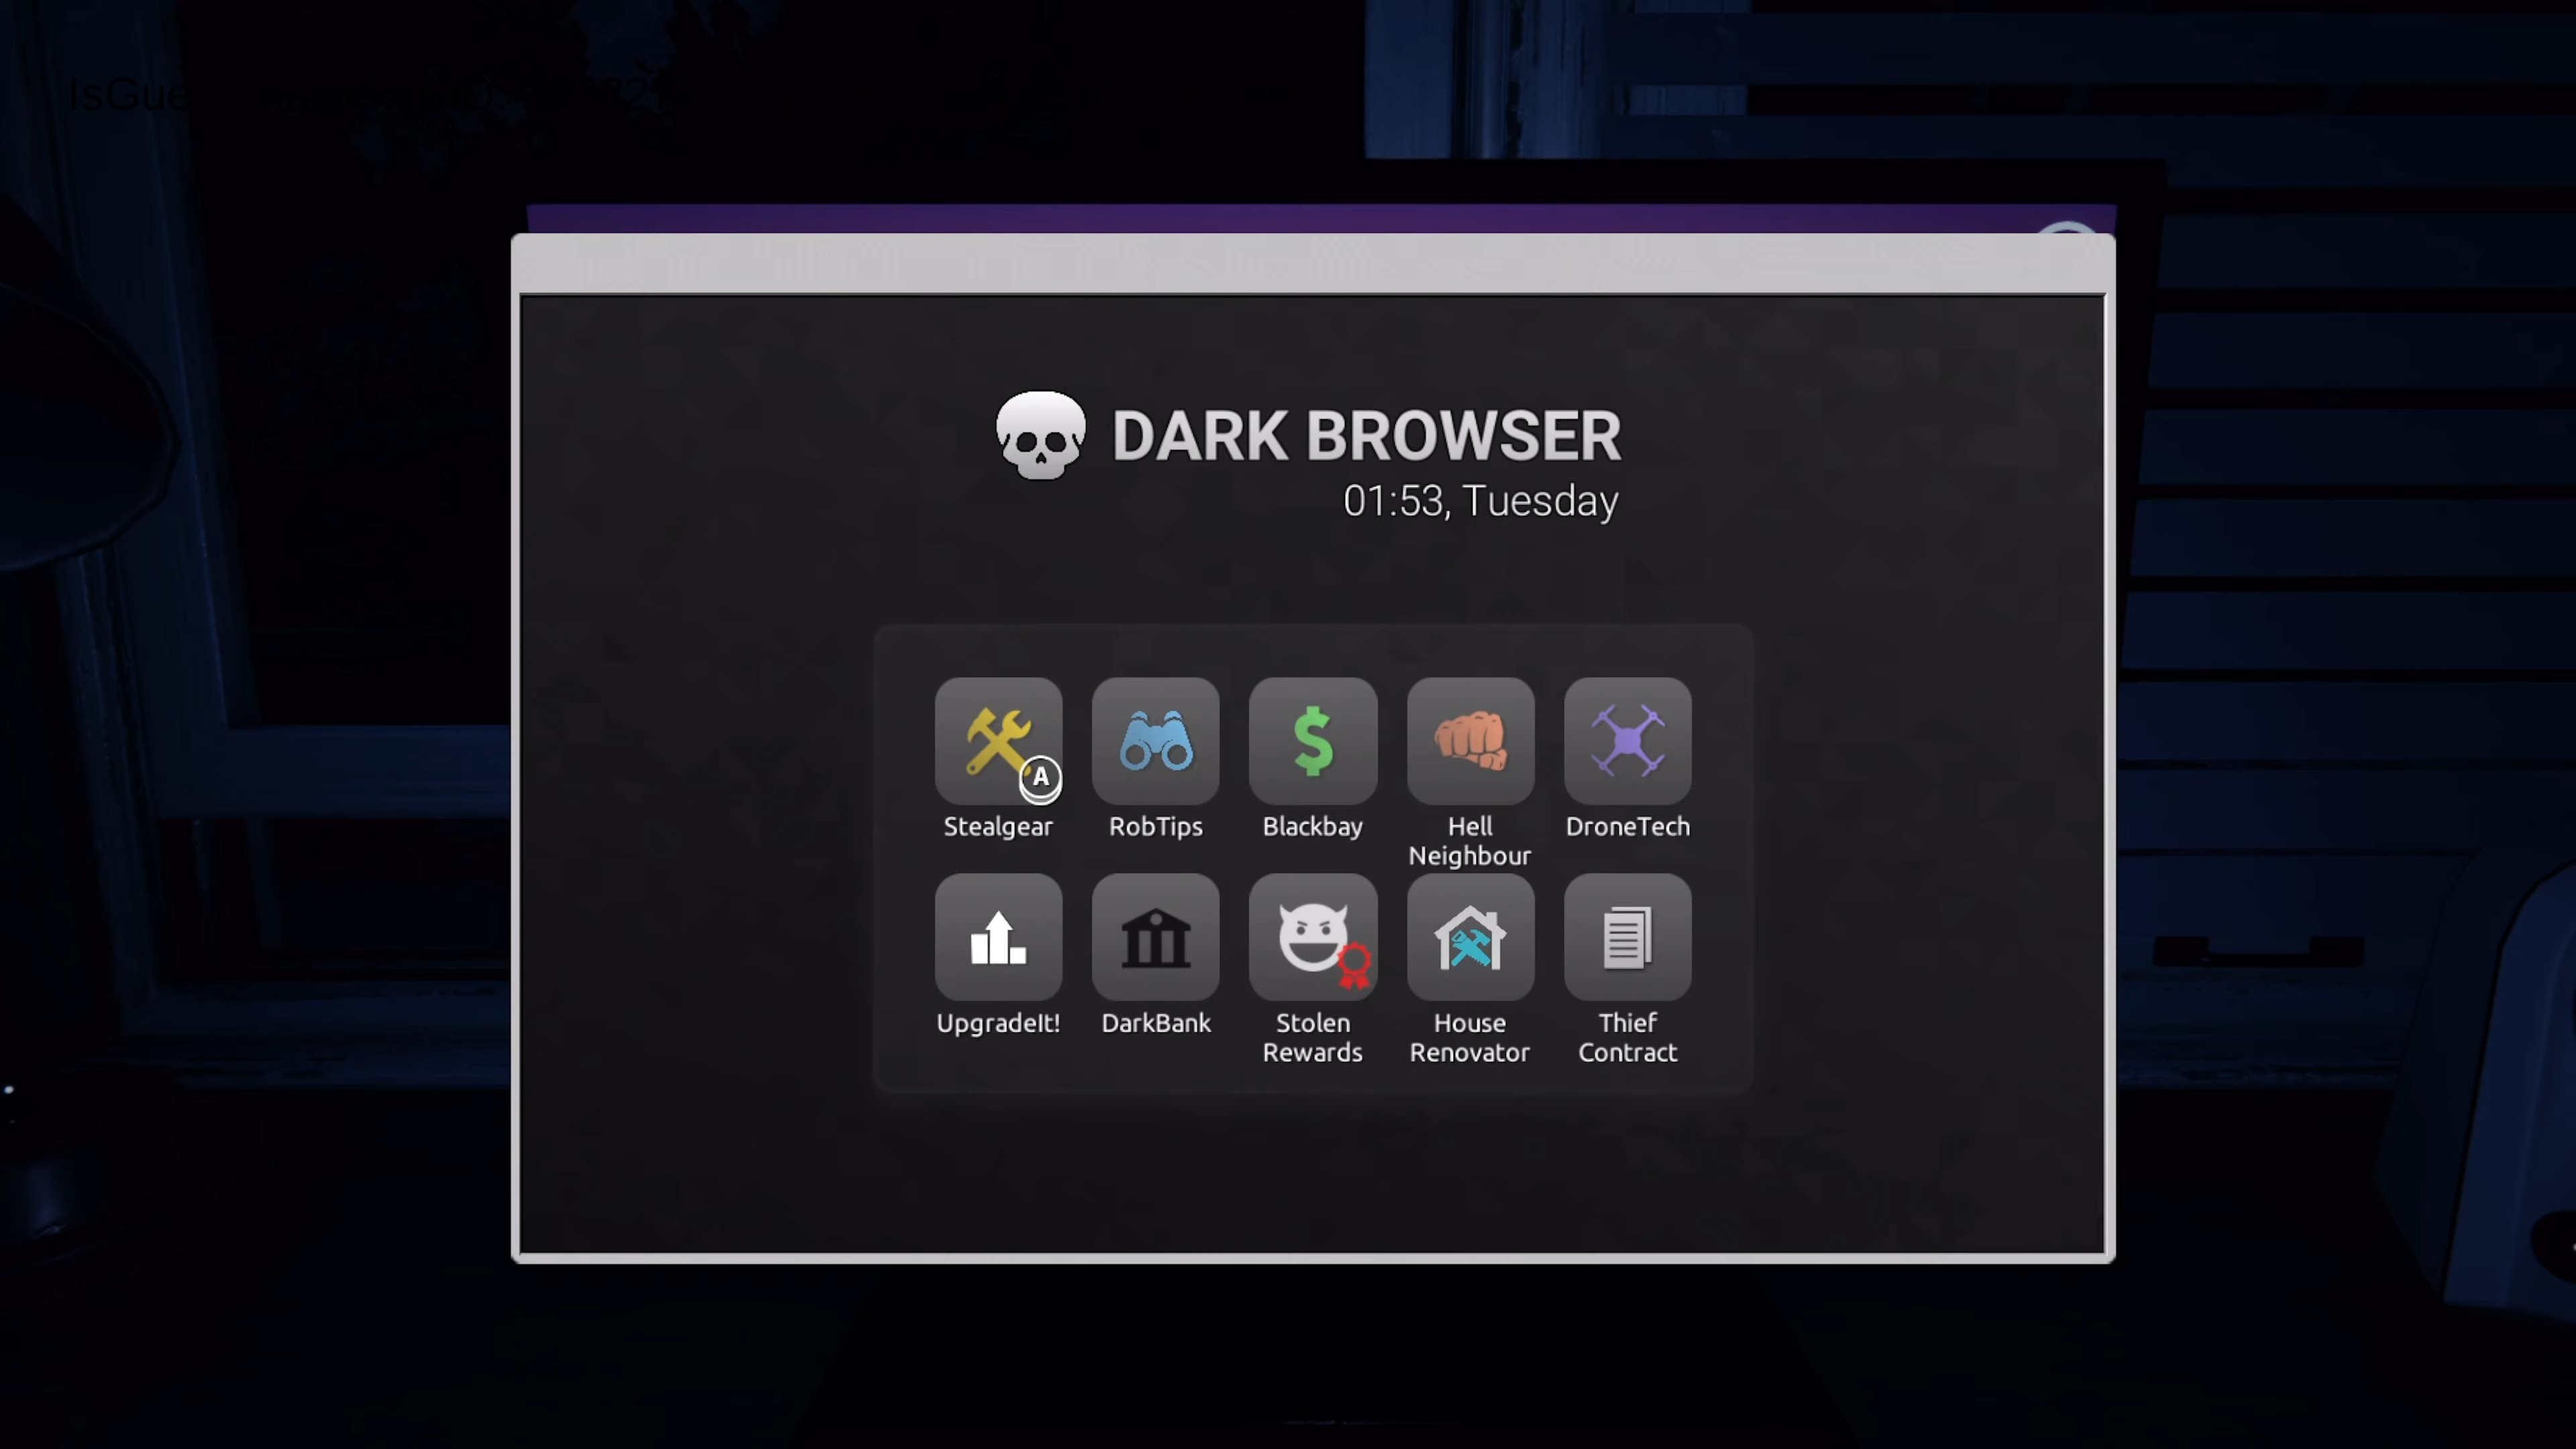 IsGue
DARK BROWSER
01:53, Tuesday
A
Stealgear
RobTips
Blackbay
Hell
Neighbour
DroneTech
UpgradeIt!
DarkBank
Stolen
Rewards
House
Renovator
Thief
Contract